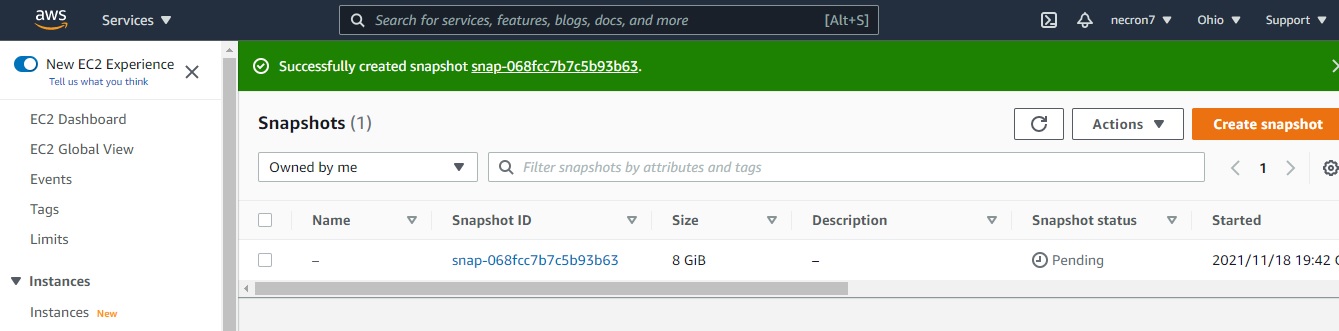 aws Services Search for services, features, blogs, docs, and more [Alt+S] necron7 Ohio Support
New EC2 Experience
Tell us what you think
EC2 Dashboard
EC2 Global View
Events
Tags
Limits
Instances
Instances New
Successfully created snapshot snap-068fcc7b7c5b93b63.
Snapshots (1) Actions Create snapshot
Owned by me Filter snapshots by attributes and tags 1
Name Snapshot ID Size Description Snapshot status Started
– snap-068fcc7b7c5b93b63 8 GiB – Pending 2021/11/18 19:42